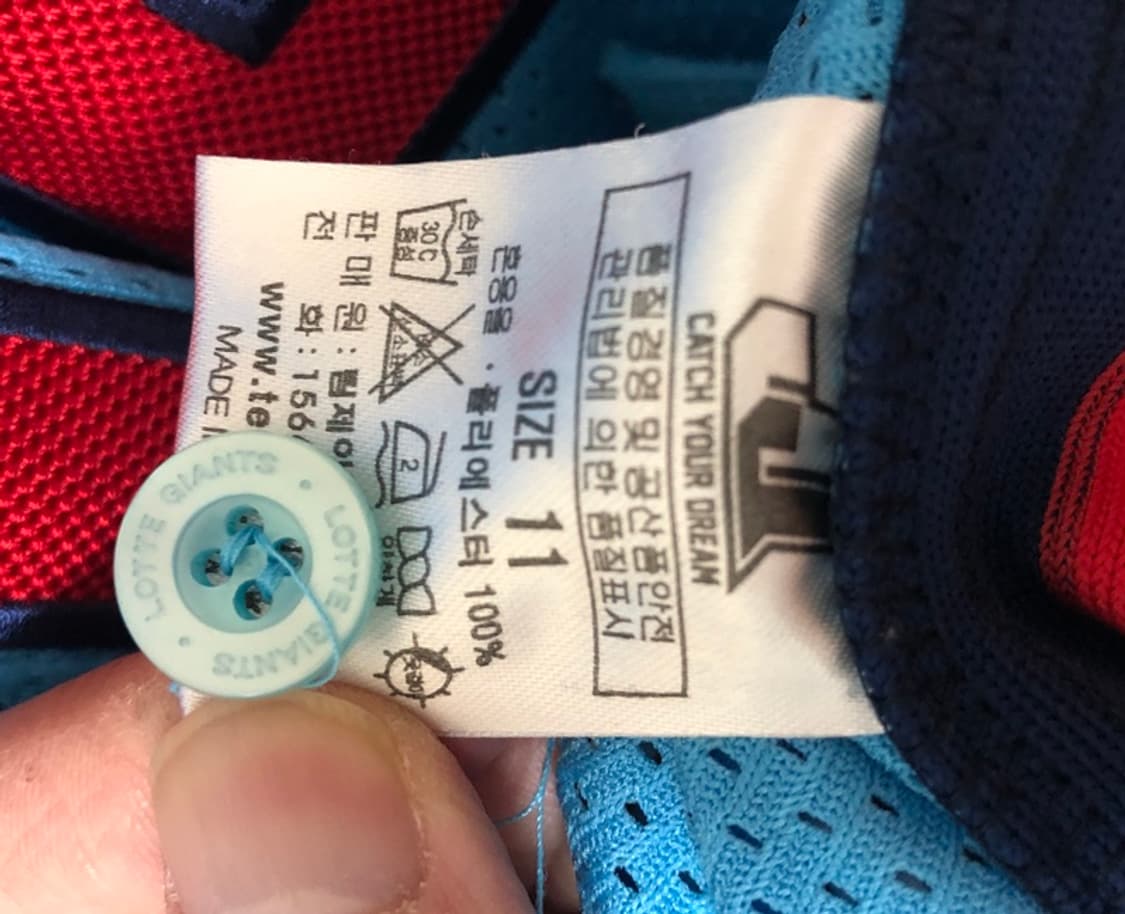 CATCH YOUR DREAM
품질경영 및 공산품안전
관리법에 의한 품질표시
SIZE 11
혼용율 : 폴리에스터 100%
손세탁
30℃
중성
2
판 매 원 : 팀제이
전 화 : 156
www.te
MADE
LOTTE GIANTS · LOTTE GIANTS ·